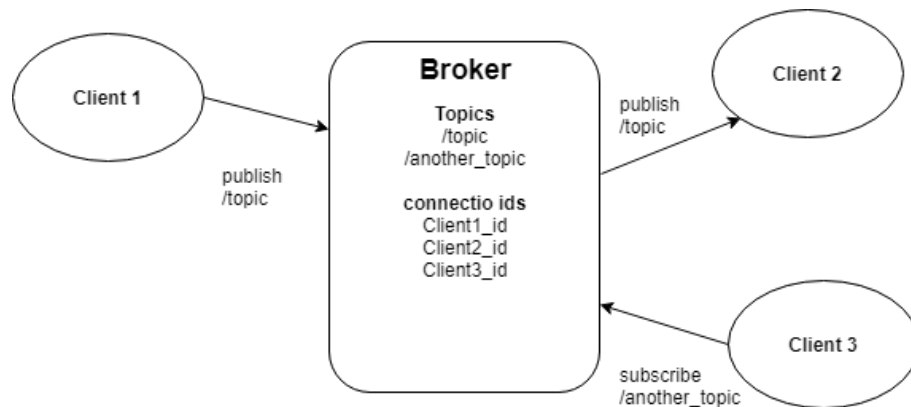 Client 1
publish
/topic
Broker
Topics
/topic
/another_topic
connectio ids
Client1_id
Client2_id
Client3_id
publish
/topic
Client 2
Client 3
subscribe
/another_topic